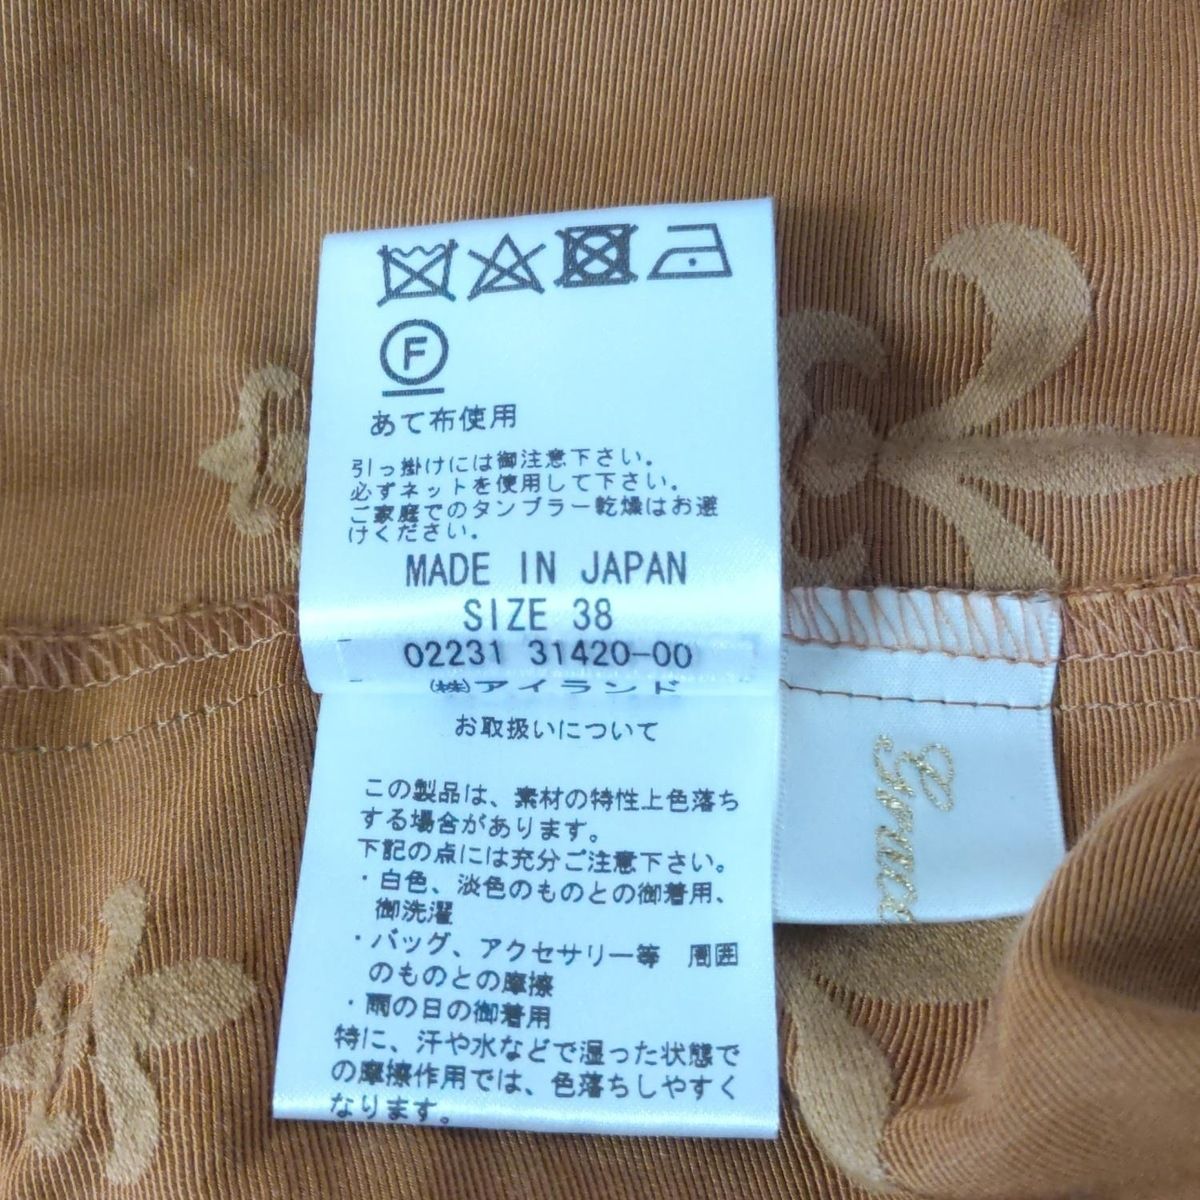 F
あて布使用
引っ掛けには御注意下さい。
必ずネットを使用して下さい。
ご家庭でのタンブラー乾燥はお避
けください。
MADE IN JAPAN
SIZE 38
02231 31420-00
㈱アイランド
お取扱いについて
この製品は、素材の特性上色落ち
する場合があります。
下記の点には充分ご注意下さい。
・白色、淡色のものとの御着用、
御洗濯
・バッグ、アクセサリー等 周囲
のものとの摩擦
・雨の日の御着用
特に、汗や水などで湿った状態で
の摩擦作用では、色落ちしやすく
なります。
Grace